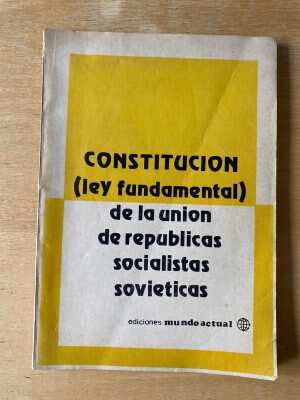 CONSTITUCION
(ley fundamental)
de la union
de republicas
socialistas
sovieticas
ediciones mundo actual